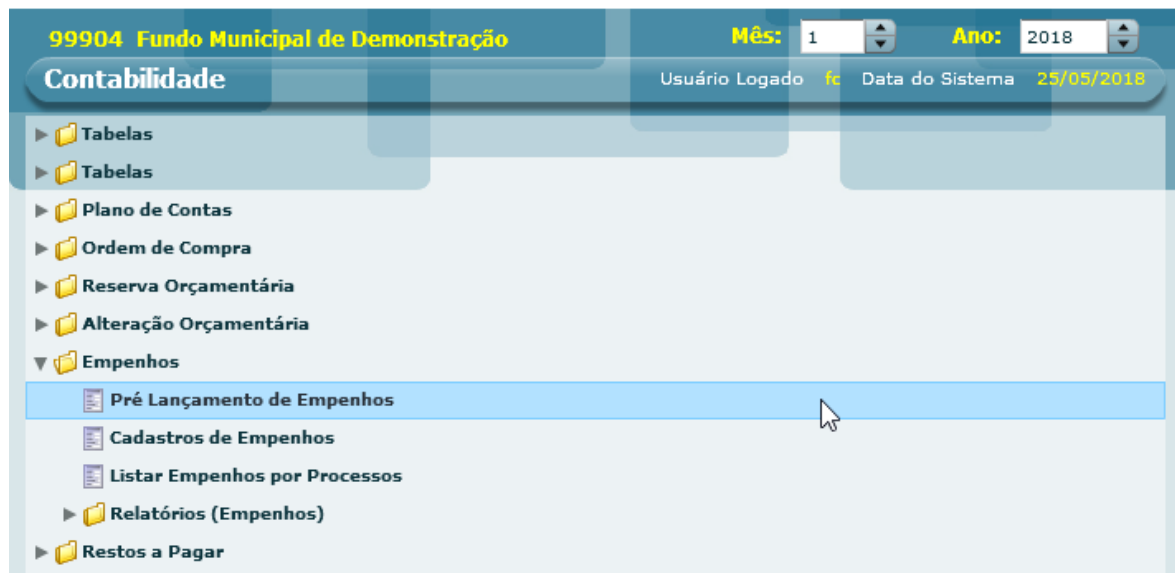 99904 Fundo Municipal de Demonstração Mês: 1 Ano: 2018
Contabilidade Usuário Logado fc Data do Sistema 25/05/2018
Tabelas
Tabelas
Plano de Contas
Ordem de Compra
Reserva Orçamentária
Alteração Orçamentária
Empenhos
Pré Lançamento de Empenhos
Cadastros de Empenhos
Listar Empenhos por Processos
Relatórios (Empenhos)
Restos a Pagar